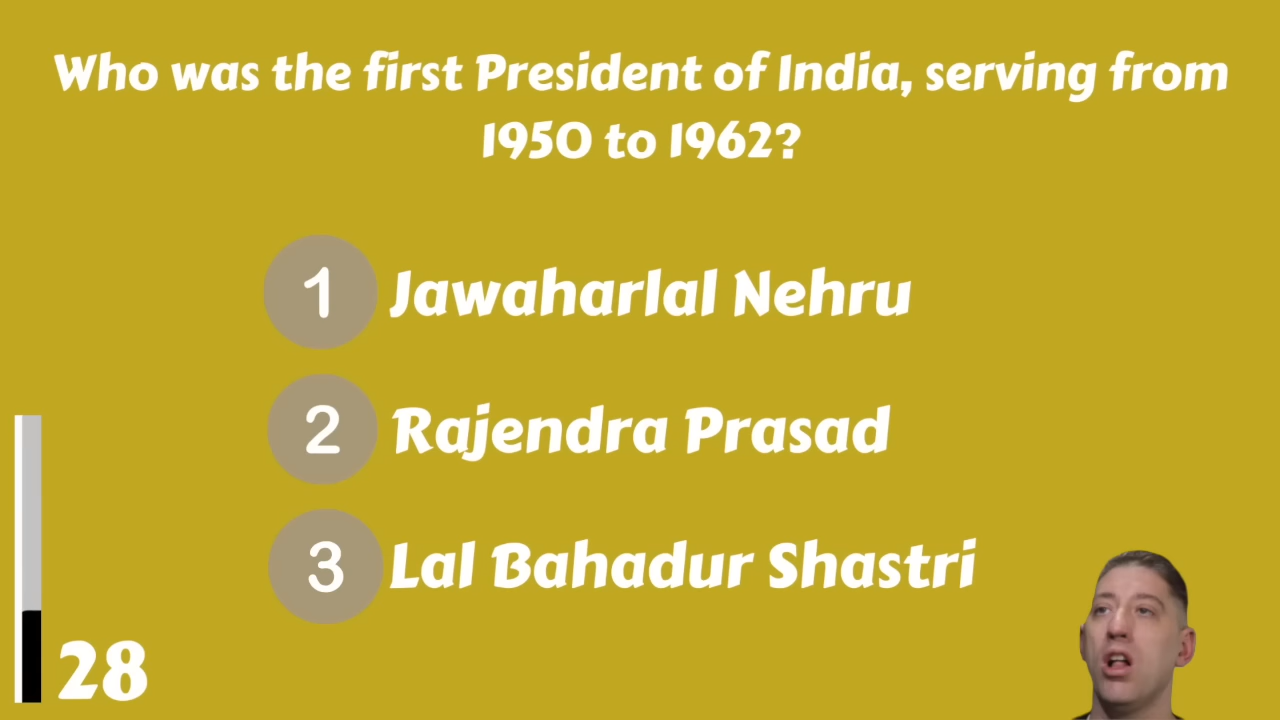 Who was the first President of India, serving from
1950 to 1962?
1 Jawaharlal Nehru
2 Rajendra Prasad
3 Lal Bahadur Shastri
28